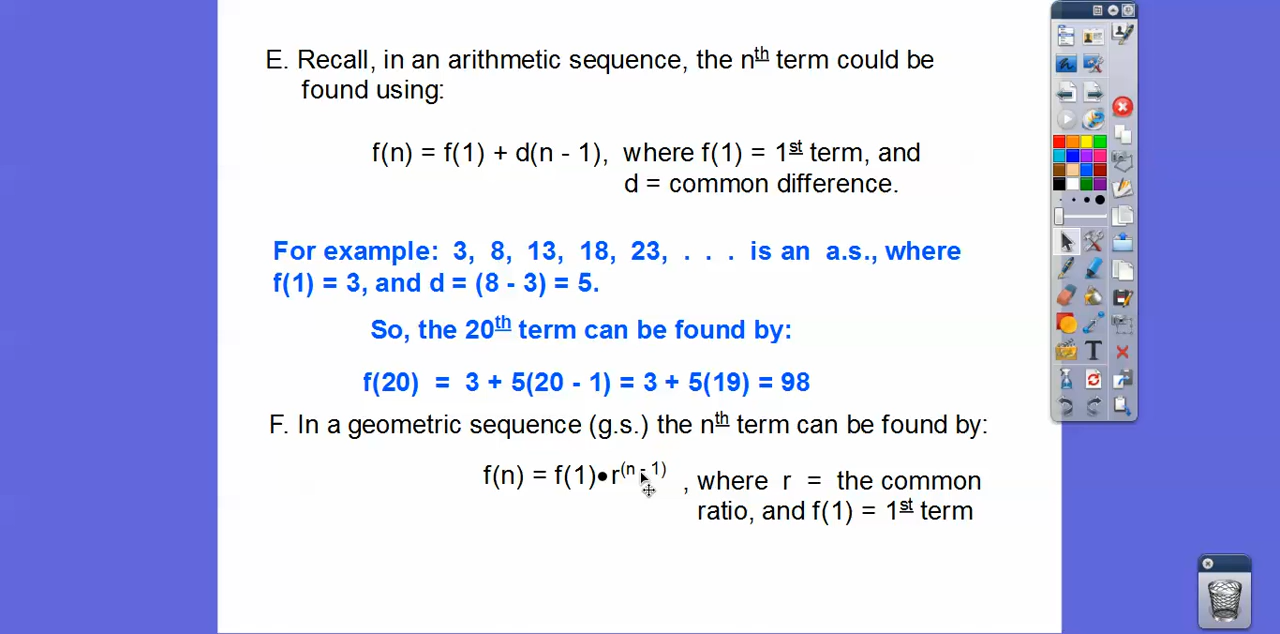 E. Recall, in an arithmetic sequence, the nth term could be
found using:
f(n) = f(1) + d(n - 1), where f(1) = 1st term, and
d = common difference.
For example: 3, 8, 13, 18, 23, . . . is an a.s., where
f(1) = 3, and d = (8 - 3) = 5.
So, the 20th term can be found by:
f(20) = 3 + 5(20 - 1) = 3 + 5(19) = 98
F. In a geometric sequence (g.s.) the nth term can be found by:
f(n) = f(1)•r(n - 1) , where r = the common
ratio, and f(1) = 1st term